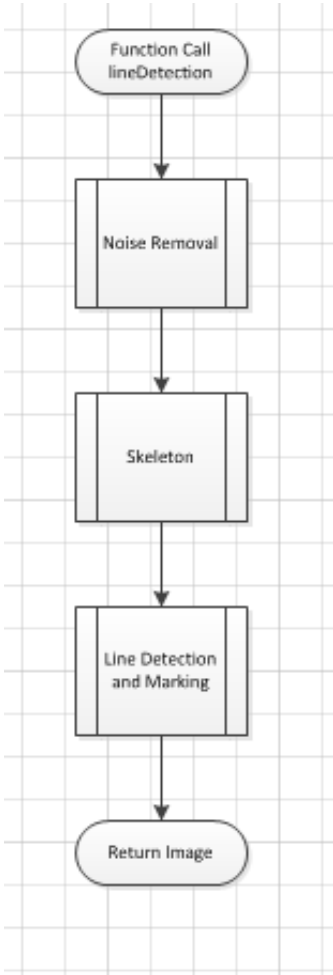 Function Call
lineDetection
Noise Removal
Skeleton
Line Detection
and Marking
Return Image